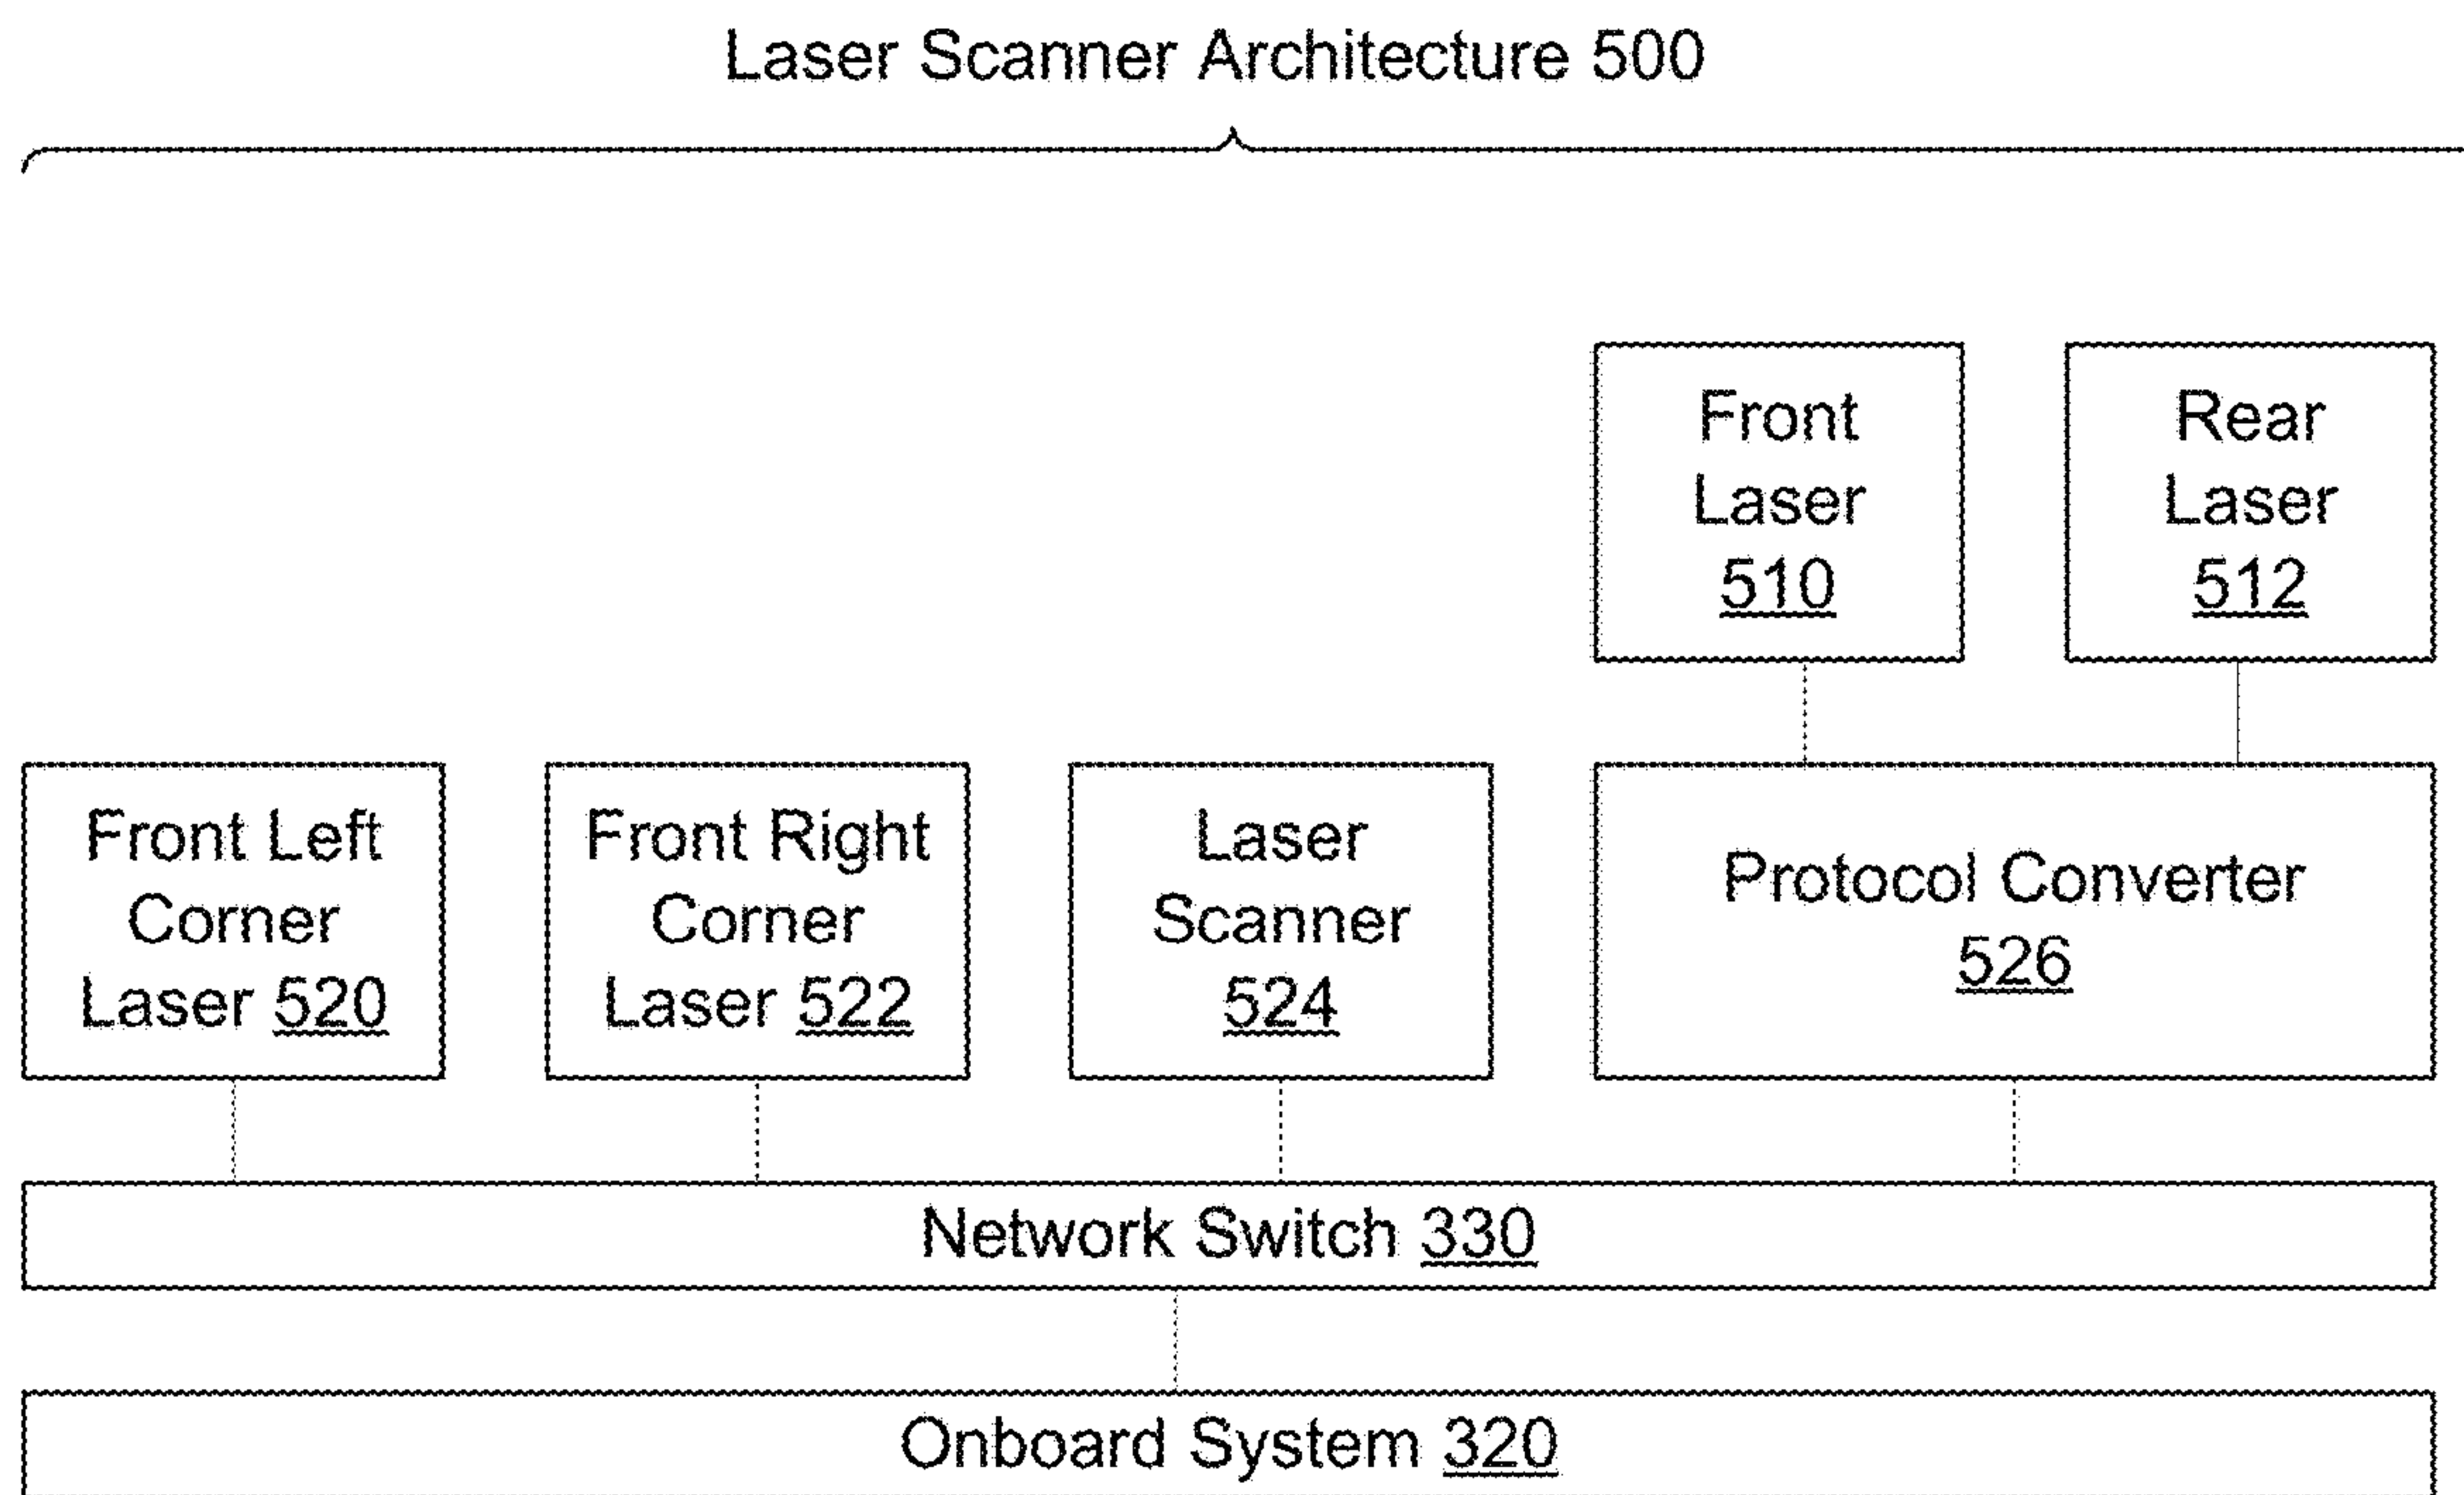 Laser Scanner Architecture 500
Front
Laser
510
Rear
Laser
512
Front Left
Corner
Laser 520
Front Right
Corner
Laser 522
Laser
Scanner
524
Protocol Converter
526
Network Switch 330
Onboard System 320